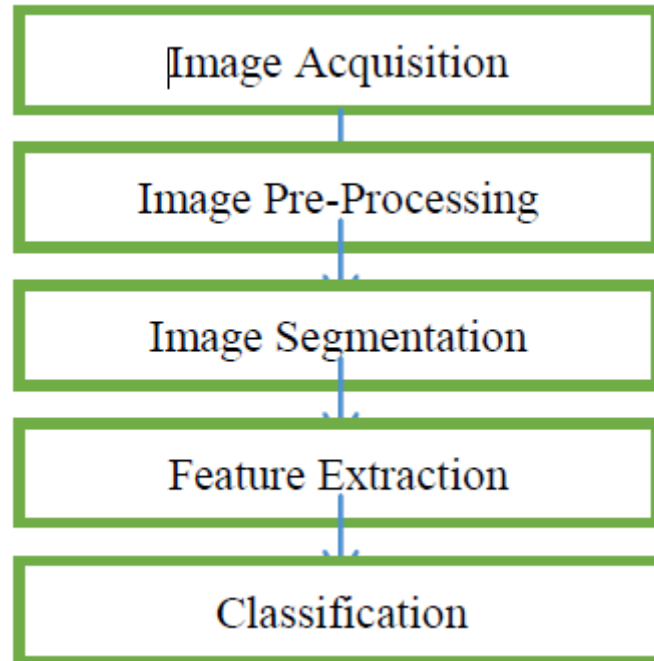 Image Acquisition
Image Pre-Processing
Image Segmentation
Feature Extraction
Classification